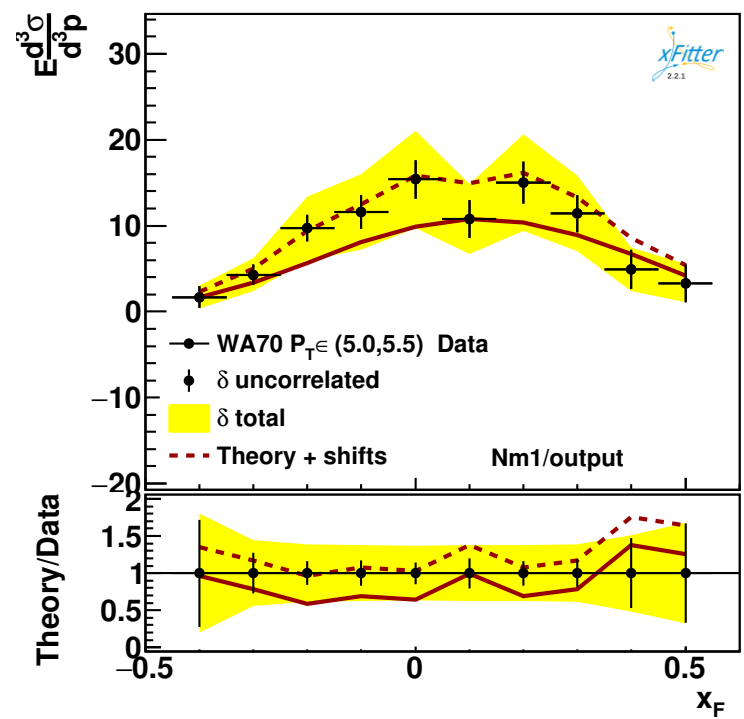 E d³σ/d³p
30
20
10
0
−10
−20
xFitter
2.2.1
WA70 P_T∈ (5.0,5.5) Data
δ uncorrelated
δ total
Theory + shifts
Nm1/output
Theory/Data
2
1.5
1
0.5
0
−0.5 0 0.5
x_F